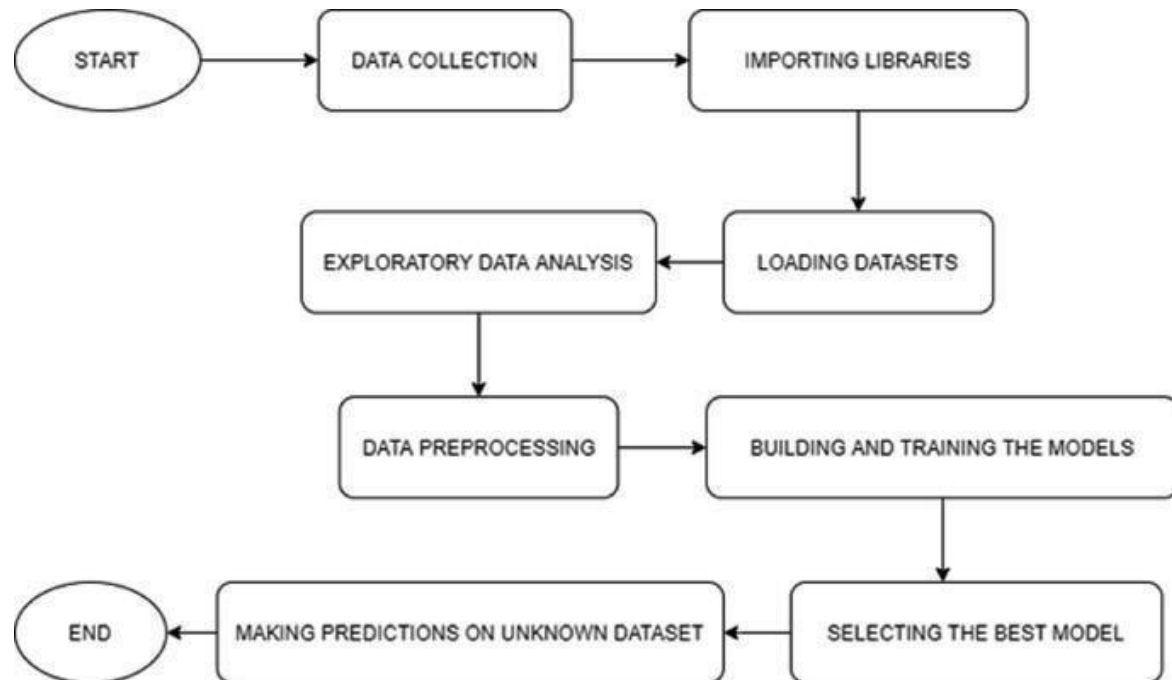 START
DATA COLLECTION
IMPORTING LIBRARIES
LOADING DATASETS
EXPLORATORY DATA ANALYSIS
DATA PREPROCESSING
BUILDING AND TRAINING THE MODELS
SELECTING THE BEST MODEL
MAKING PREDICTIONS ON UNKNOWN DATASET
END